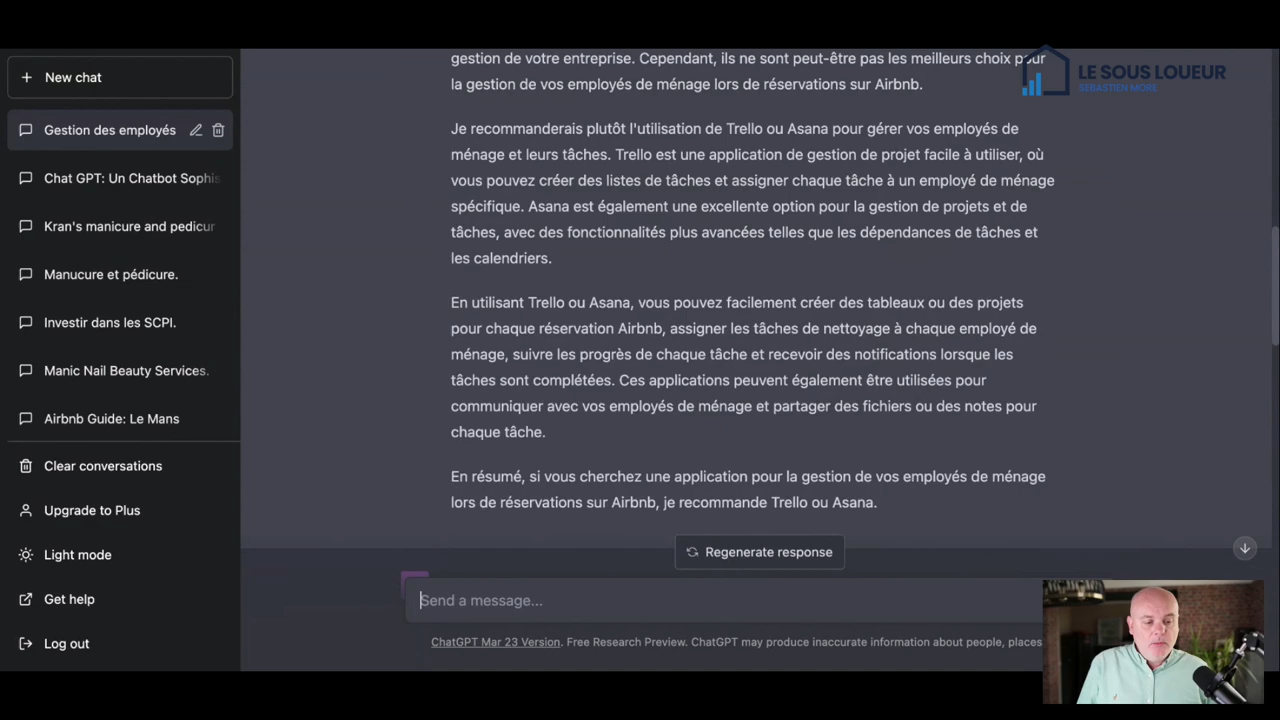 New chat
Gestion des employés
Chat GPT: Un Chatbot Sophis
Kran's manicure and pedicur
Manucure et pédicure.
Investir dans les SCPI.
Manic Nail Beauty Services.
Airbnb Guide: Le Mans
Clear conversations
Upgrade to Plus
Light mode
Get help
Log out
gestion de votre entreprise. Cependant, ils ne sont peut-être pas les meilleurs choix pour
la gestion de vos employés de ménage lors de réservations sur Airbnb.
Je recommanderais plutôt l'utilisation de Trello ou Asana pour gérer vos employés de
ménage et leurs tâches. Trello est une application de gestion de projet facile à utiliser, où
vous pouvez créer des listes de tâches et assigner chaque tâche à un employé de ménage
spécifique. Asana est également une excellente option pour la gestion de projets et de
tâches, avec des fonctionnalités plus avancées telles que les dépendances de tâches et
les calendriers.
En utilisant Trello ou Asana, vous pouvez facilement créer des tableaux ou des projets
pour chaque réservation Airbnb, assigner les tâches de nettoyage à chaque employé de
ménage, suivre les progrès de chaque tâche et recevoir des notifications lorsque les
tâches sont complétées. Ces applications peuvent également être utilisées pour
communiquer avec vos employés de ménage et partager des fichiers ou des notes pour
chaque tâche.
En résumé, si vous cherchez une application pour la gestion de vos employés de ménage
lors de réservations sur Airbnb, je recommande Trello ou Asana.
Regenerate response
Send a message...
ChatGPT Mar 23 Version. Free Research Preview. ChatGPT may produce inaccurate information about people, places
LE SOUS LOUEUR
SEBASTIEN MORE